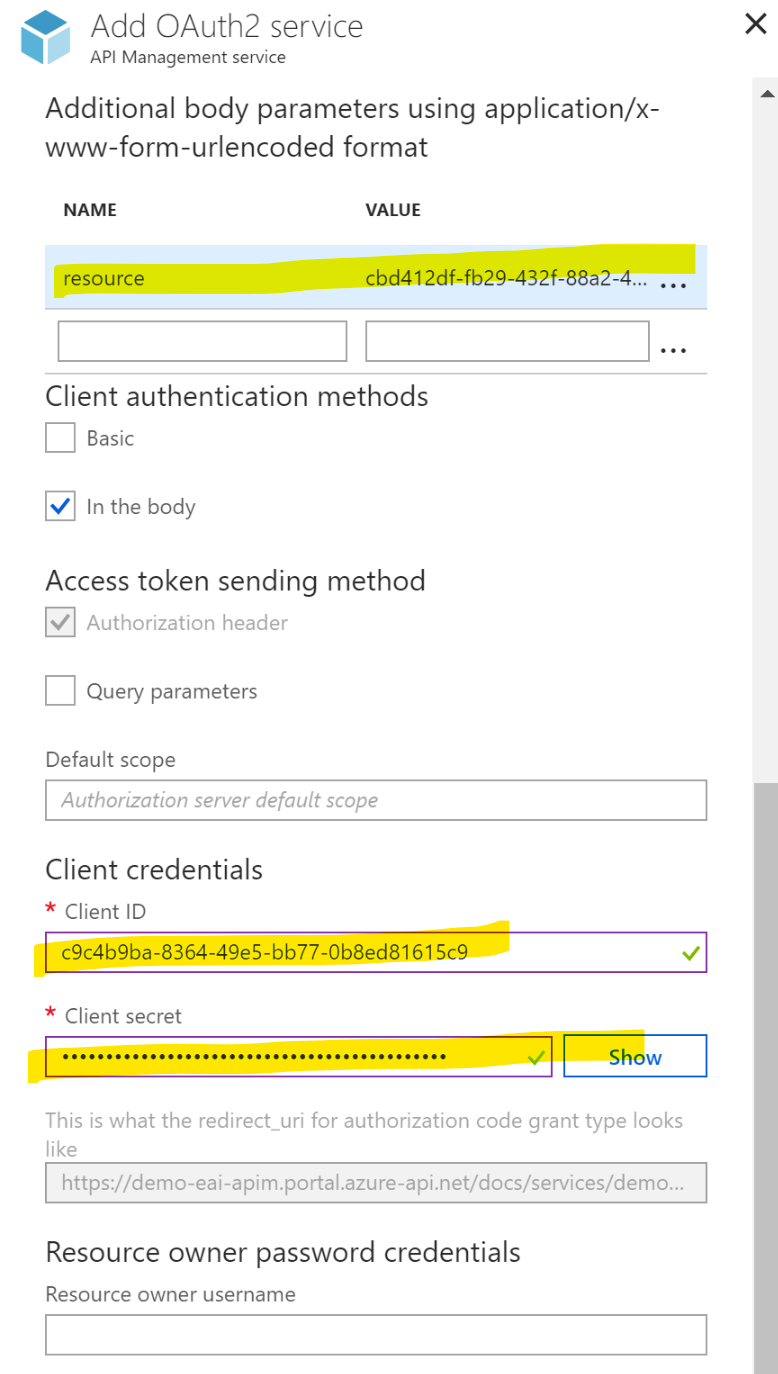 Add OAuth2 service
API Management service
Additional body parameters using application/x-
www-form-urlencoded format
NAME VALUE
resource cbd412df-fb29-432f-88a2-4... ...
...
Client authentication methods
Basic
In the body
Access token sending method
Authorization header
Query parameters
Default scope
Authorization server default scope
Client credentials
* Client ID
c9c4b9ba-8364-49e5-bb77-0b8ed81615c9
* Client secret
Show
This is what the redirect_uri for authorization code grant type looks
like
https://demo-eai-apim.portal.azure-api.net/docs/services/demo...
Resource owner password credentials
Resource owner username